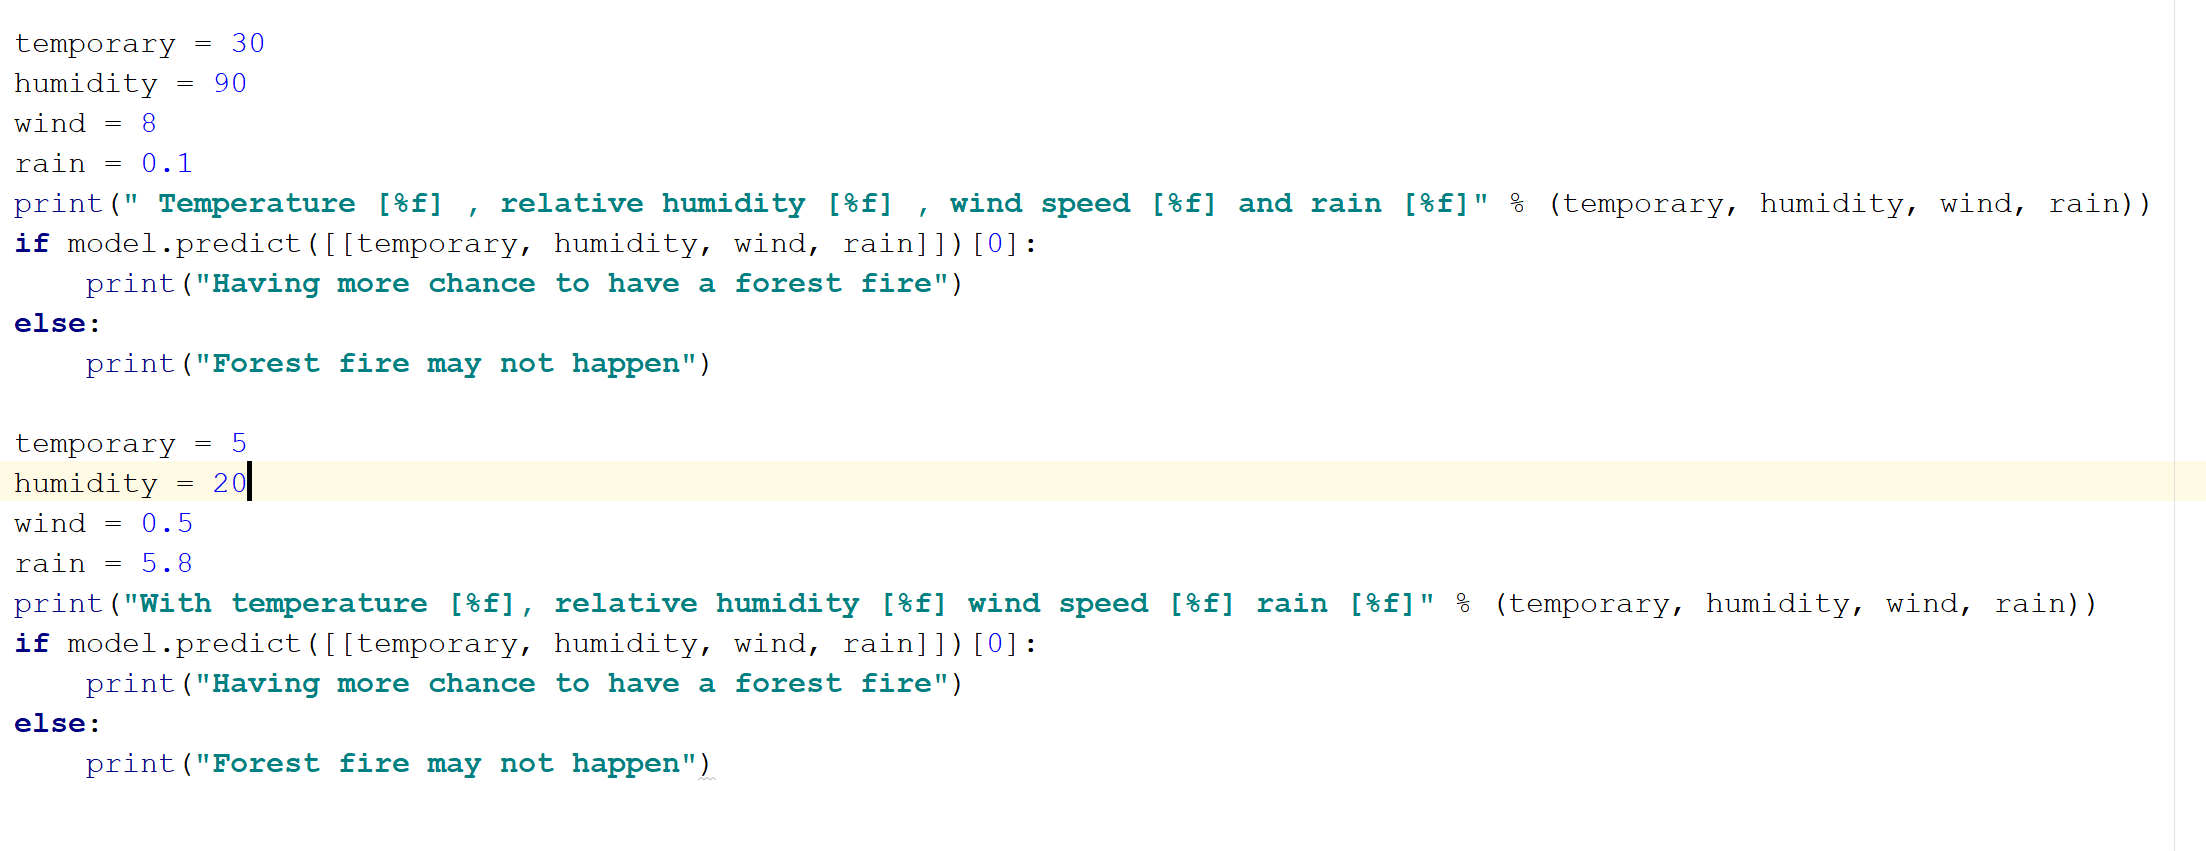 temporary = 30
humidity = 90
wind = 8
rain = 0.1
print(" Temperature [%f] , relative humidity [%f] , wind speed [%f] and rain [%f]" % (temporary, humidity, wind, rain))
if model.predict([[temporary, humidity, wind, rain]])[0]:
    print("Having more chance to have a forest fire")
else:
    print("Forest fire may not happen")

temporary = 5
humidity = 20
wind = 0.5
rain = 5.8
print("With temperature [%f], relative humidity [%f] wind speed [%f] rain [%f]" % (temporary, humidity, wind, rain))
if model.predict([[temporary, humidity, wind, rain]])[0]:
    print("Having more chance to have a forest fire")
else:
    print("Forest fire may not happen")